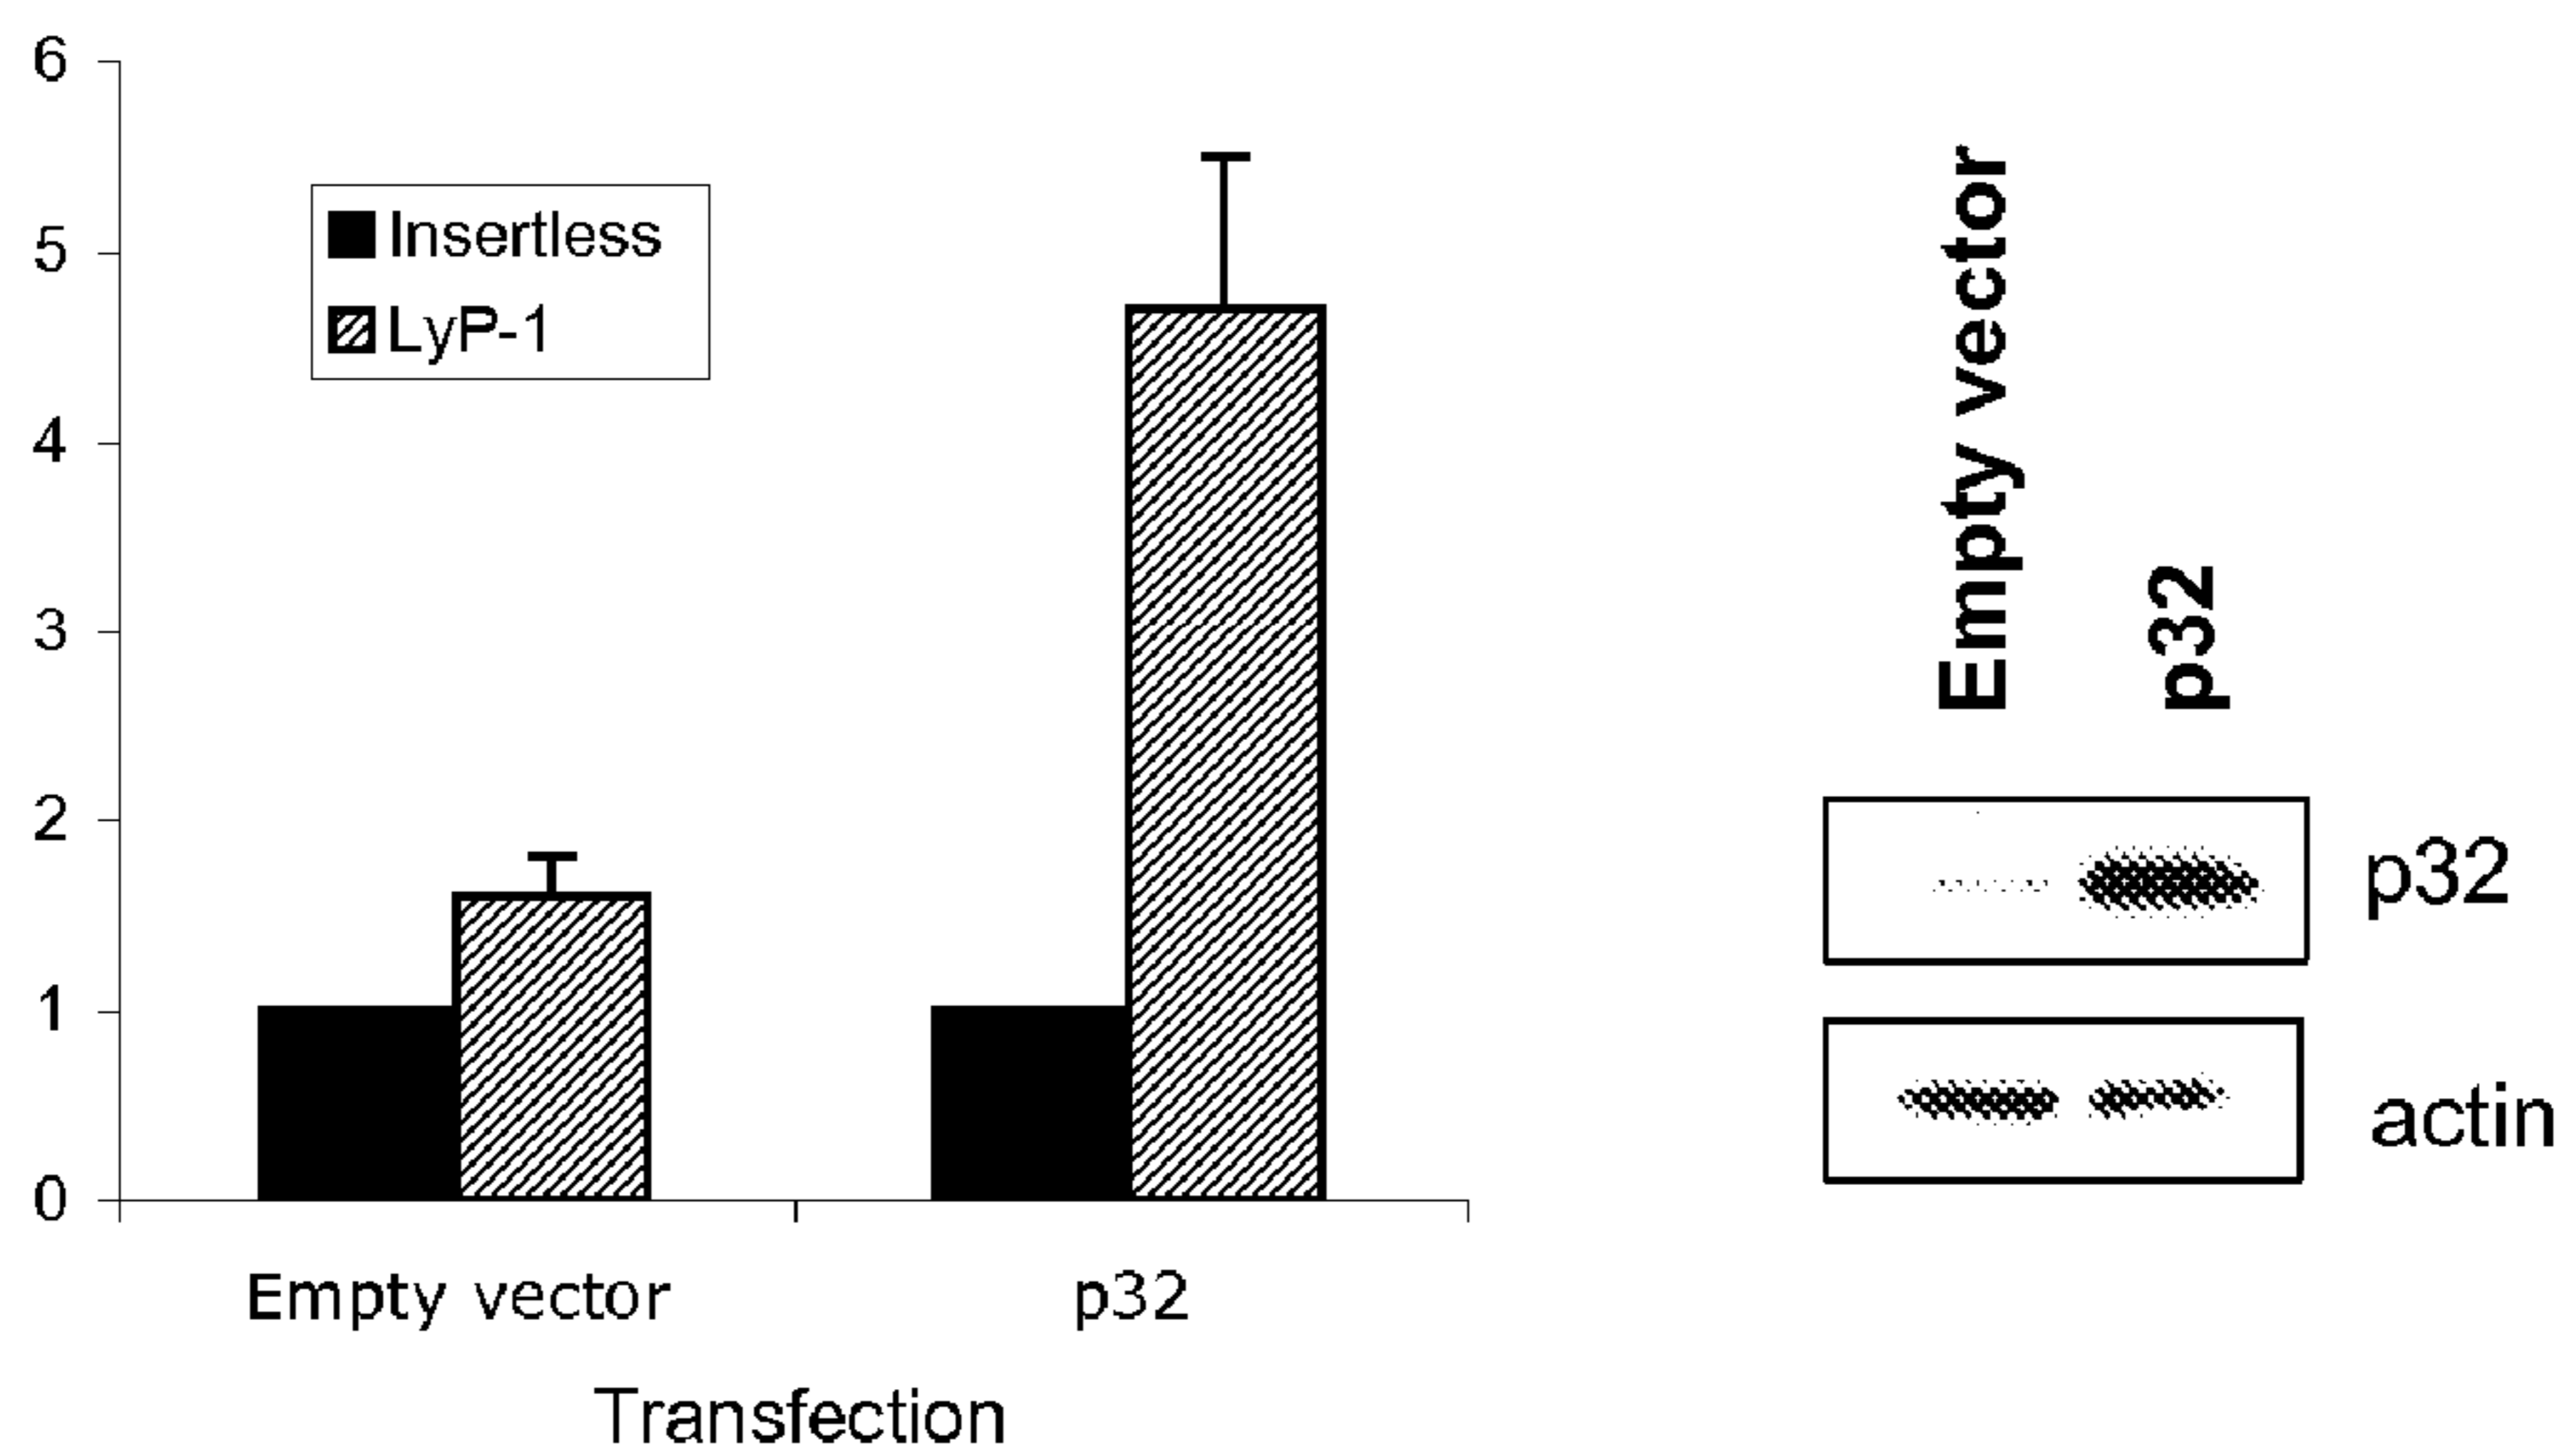 6
5
4
3
2
1
0
Insertless
LyP-1
Empty vector
p32
Transfection
Empty vector
p32
p32
actin